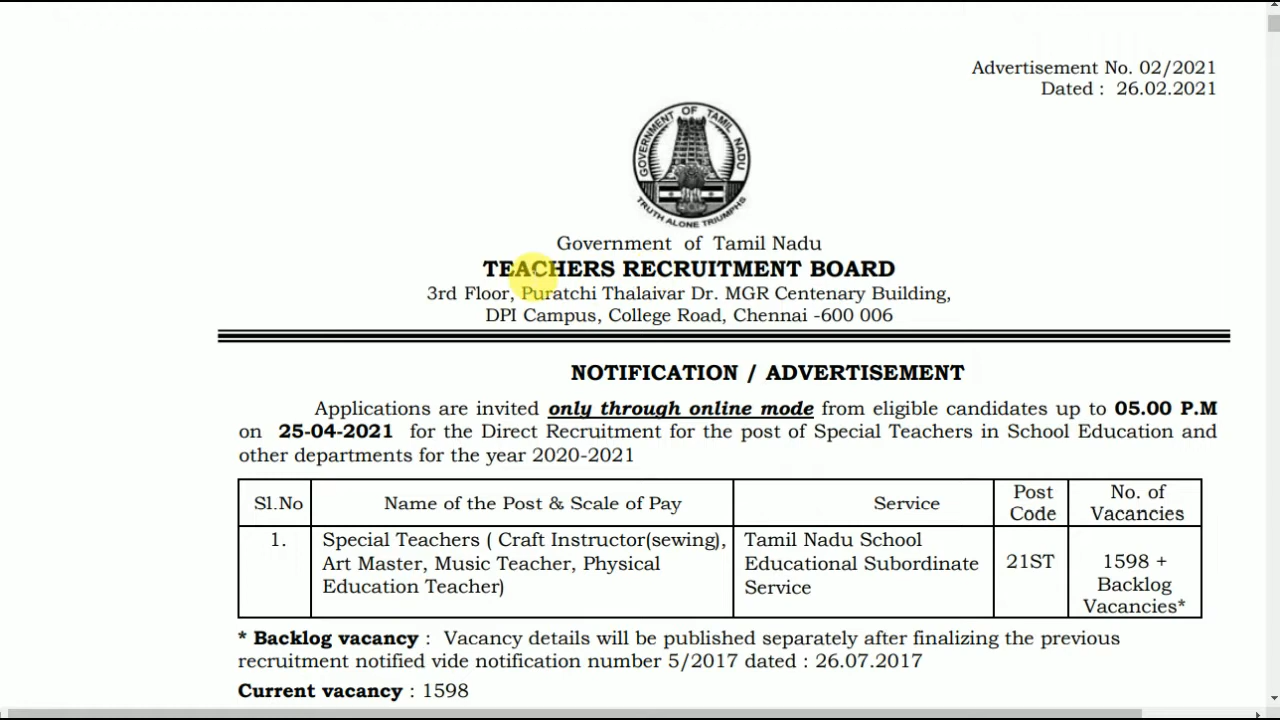 Advertisement No. 02/2021
Dated : 26.02.2021
GOVERNMENT OF TAMIL NADU
TRUTH ALONE TRIUMPHS
Government of Tamil Nadu
TEACHERS RECRUITMENT BOARD
3rd Floor, Puratchi Thalaivar Dr. MGR Centenary Building,
DPI Campus, College Road, Chennai -600 006
NOTIFICATION / ADVERTISEMENT
Applications are invited only through online mode from eligible candidates up to 05.00 P.M
on 25-04-2021 for the Direct Recruitment for the post of Special Teachers in School Education and
other departments for the year 2020-2021
Sl.No Name of the Post & Scale of Pay Service Post Code No. of Vacancies
1. Special Teachers ( Craft Instructor(sewing), Tamil Nadu School
Art Master, Music Teacher, Physical Educational Subordinate 21ST 1598 +
Education Teacher) Service Backlog
Vacancies*
* Backlog vacancy : Vacancy details will be published separately after finalizing the previous
recruitment notified vide notification number 5/2017 dated : 26.07.2017
Current vacancy : 1598